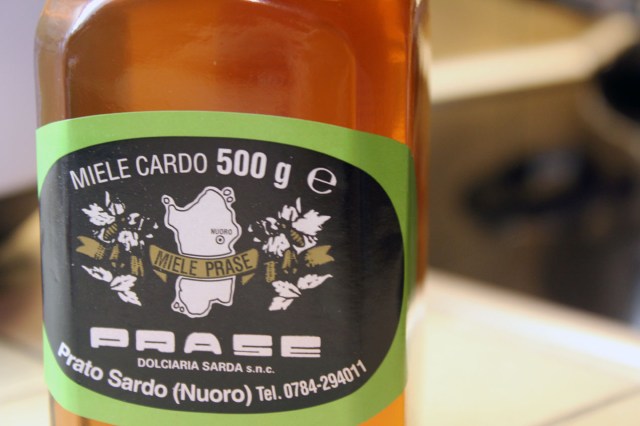 MIELE CARDO 500 g ℮
NUORO
MIELE PRASE
PRASE
DOLCIARIA SARDA s.n.c.
Prato Sardo (Nuoro) Tel. 0784-294011